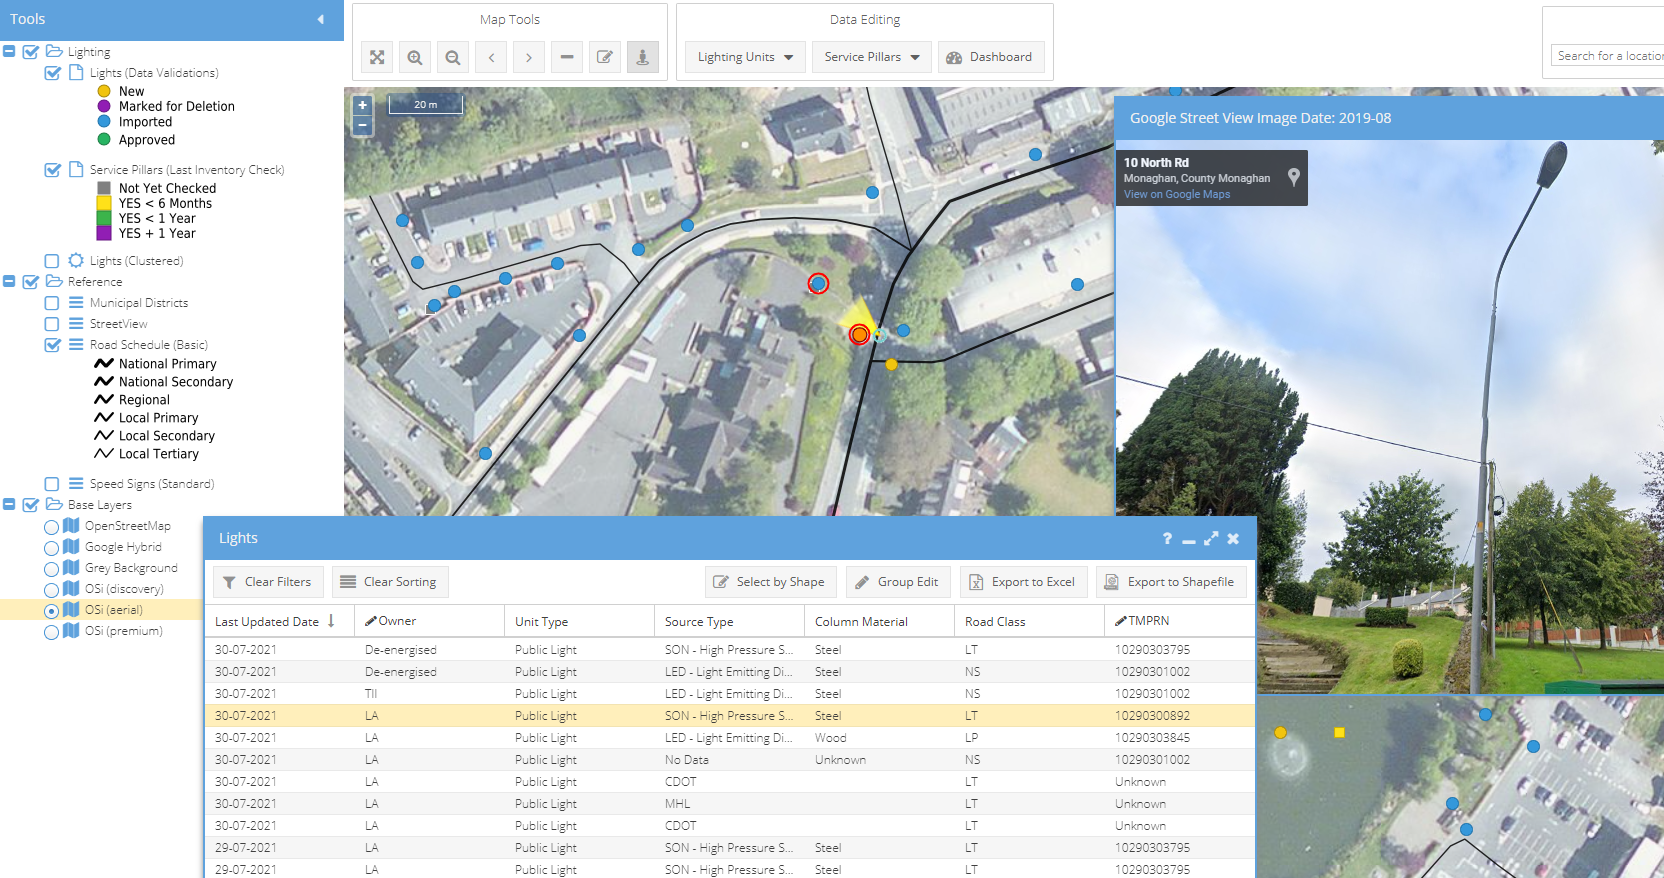 Tools
Lighting
Lights (Data Validations)
New
Marked for Deletion
Imported
Approved
Service Pillars (Last Inventory Check)
Not Yet Checked
YES < 6 Months
YES < 1 Year
YES + 1 Year
Lights (Clustered)
Reference
Municipal Districts
StreetView
Road Schedule (Basic)
National Primary
National Secondary
Regional
Local Primary
Local Secondary
Local Tertiary
Speed Signs (Standard)
Base Layers
OpenStreetMap
Google Hybrid
Grey Background
OSi (discovery)
OSi (aerial)
OSi (premium)
Map Tools
Data Editing
Lighting Units
Service Pillars
Dashboard
Search for a location
20 m
Google Street View Image Date: 2019-08
10 North Rd
Monaghan, County Monaghan
View on Google Maps
Lights
Clear Filters Clear Sorting Select by Shape Group Edit Export to Excel Export to Shapefile
Last Updated Date Owner Unit Type Source Type Column Material Road Class TMPRN
30-07-2021 De-energised Public Light SON - High Pressure S... Steel LT 10290303795
30-07-2021 De-energised Public Light LED - Light Emitting Di... Steel NS 10290301002
30-07-2021 TII Public Light LED - Light Emitting Di... Steel NS 10290301002
30-07-2021 LA Public Light SON - High Pressure S... Steel LT 10290300892
30-07-2021 LA Public Light LED - Light Emitting Di... Wood LP 10290303845
30-07-2021 LA Public Light No Data Unknown NS 10290301002
30-07-2021 LA Public Light CDOT LT Unknown
30-07-2021 LA Public Light MHL LT Unknown
30-07-2021 LA Public Light CDOT LT Unknown
29-07-2021 LA Public Light SON - High Pressure S... Steel LT 10290303795
29-07-2021 LA Public Light SON - High Pressure S... Steel LT 10290303795